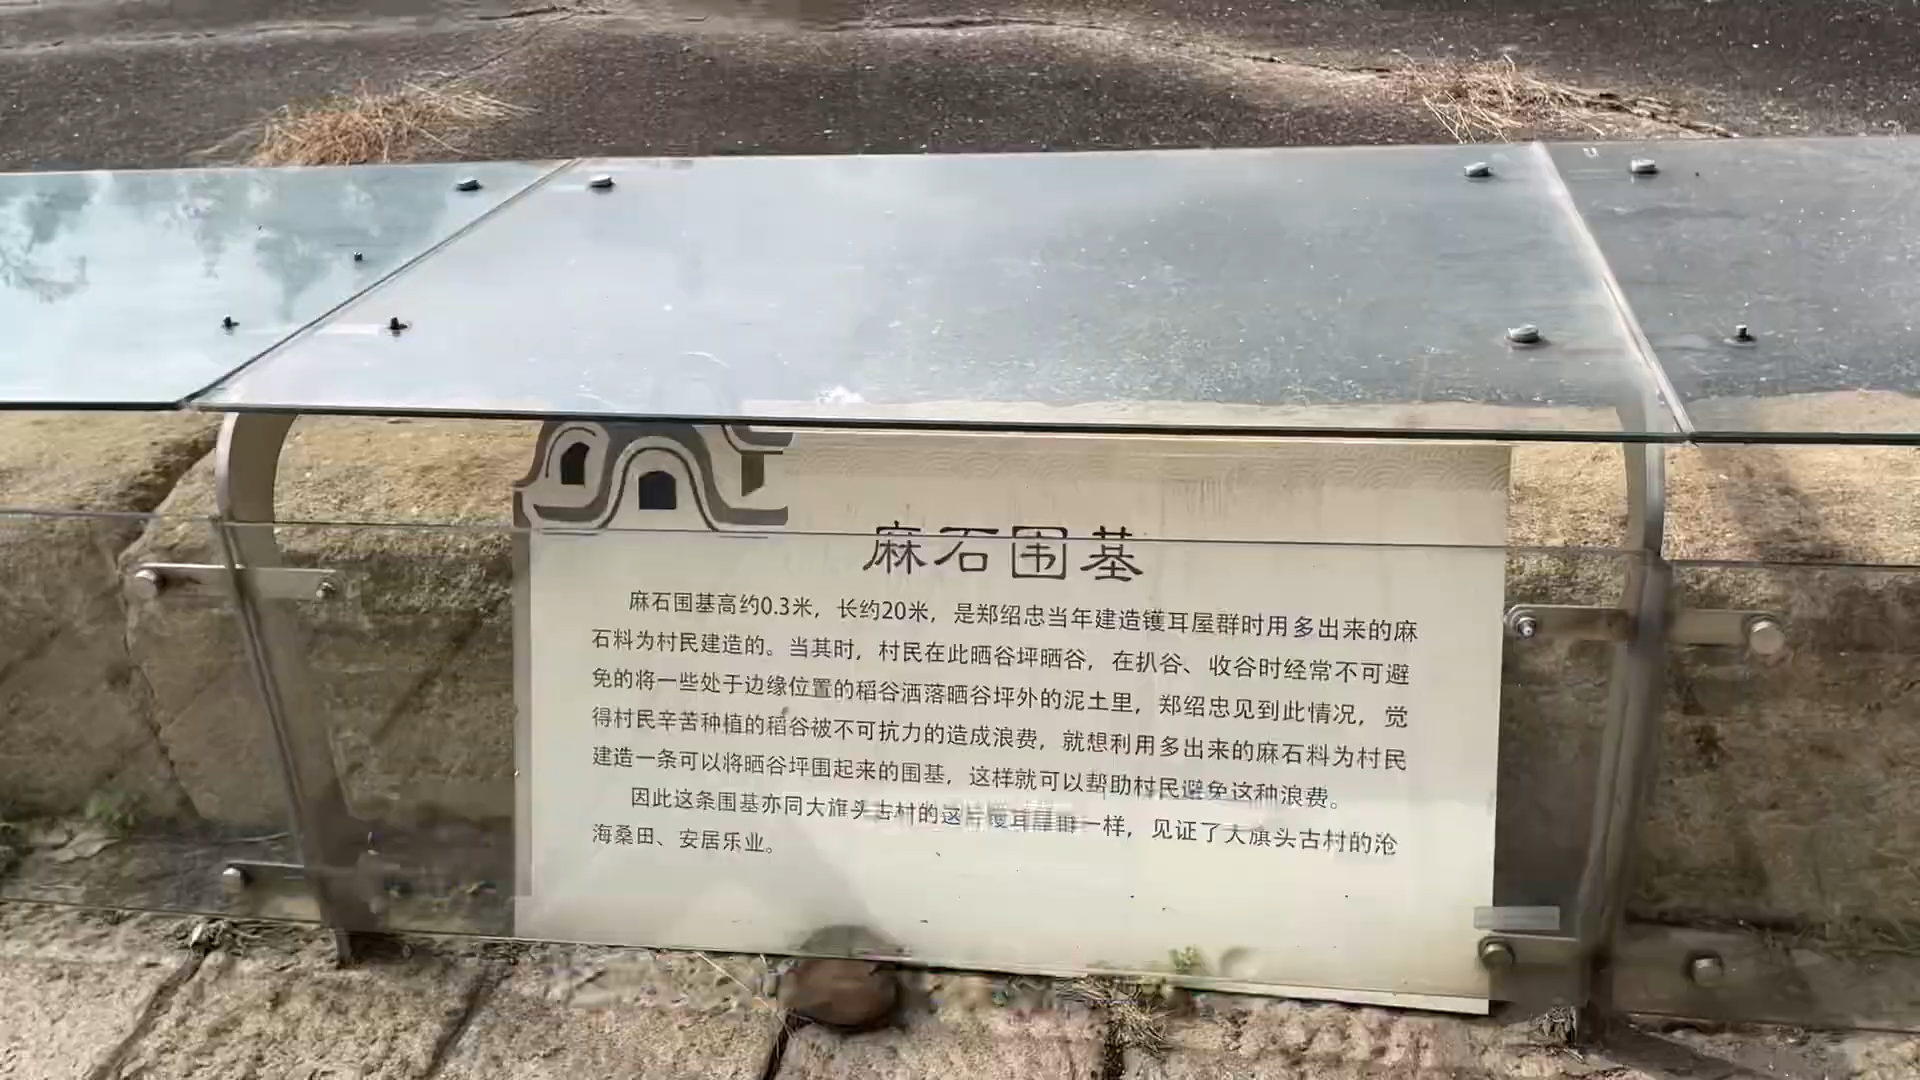 麻石围基
麻石围基高约0.3米，长约20米，是郑绍忠当年建造镬耳屋群时用多出来的麻
石料为村民建造的。当其时，村民在此晒谷坪晒谷，在扒谷、收谷时经常不可避
免的将一些处于边缘位置的稻谷洒落晒谷坪外的泥土里，郑绍忠见到此情况，觉
得村民辛苦种植的稻谷被不可抗力的造成浪费，就想利用多出来的麻石料为村民
建造一条可以将晒谷坪围起来的围基，这样就可以帮助村民避免这种浪费。
因此这条围基亦同大旗头古村的这片镬耳屋群一样，见证了大旗头古村的沧
海桑田、安居乐业。